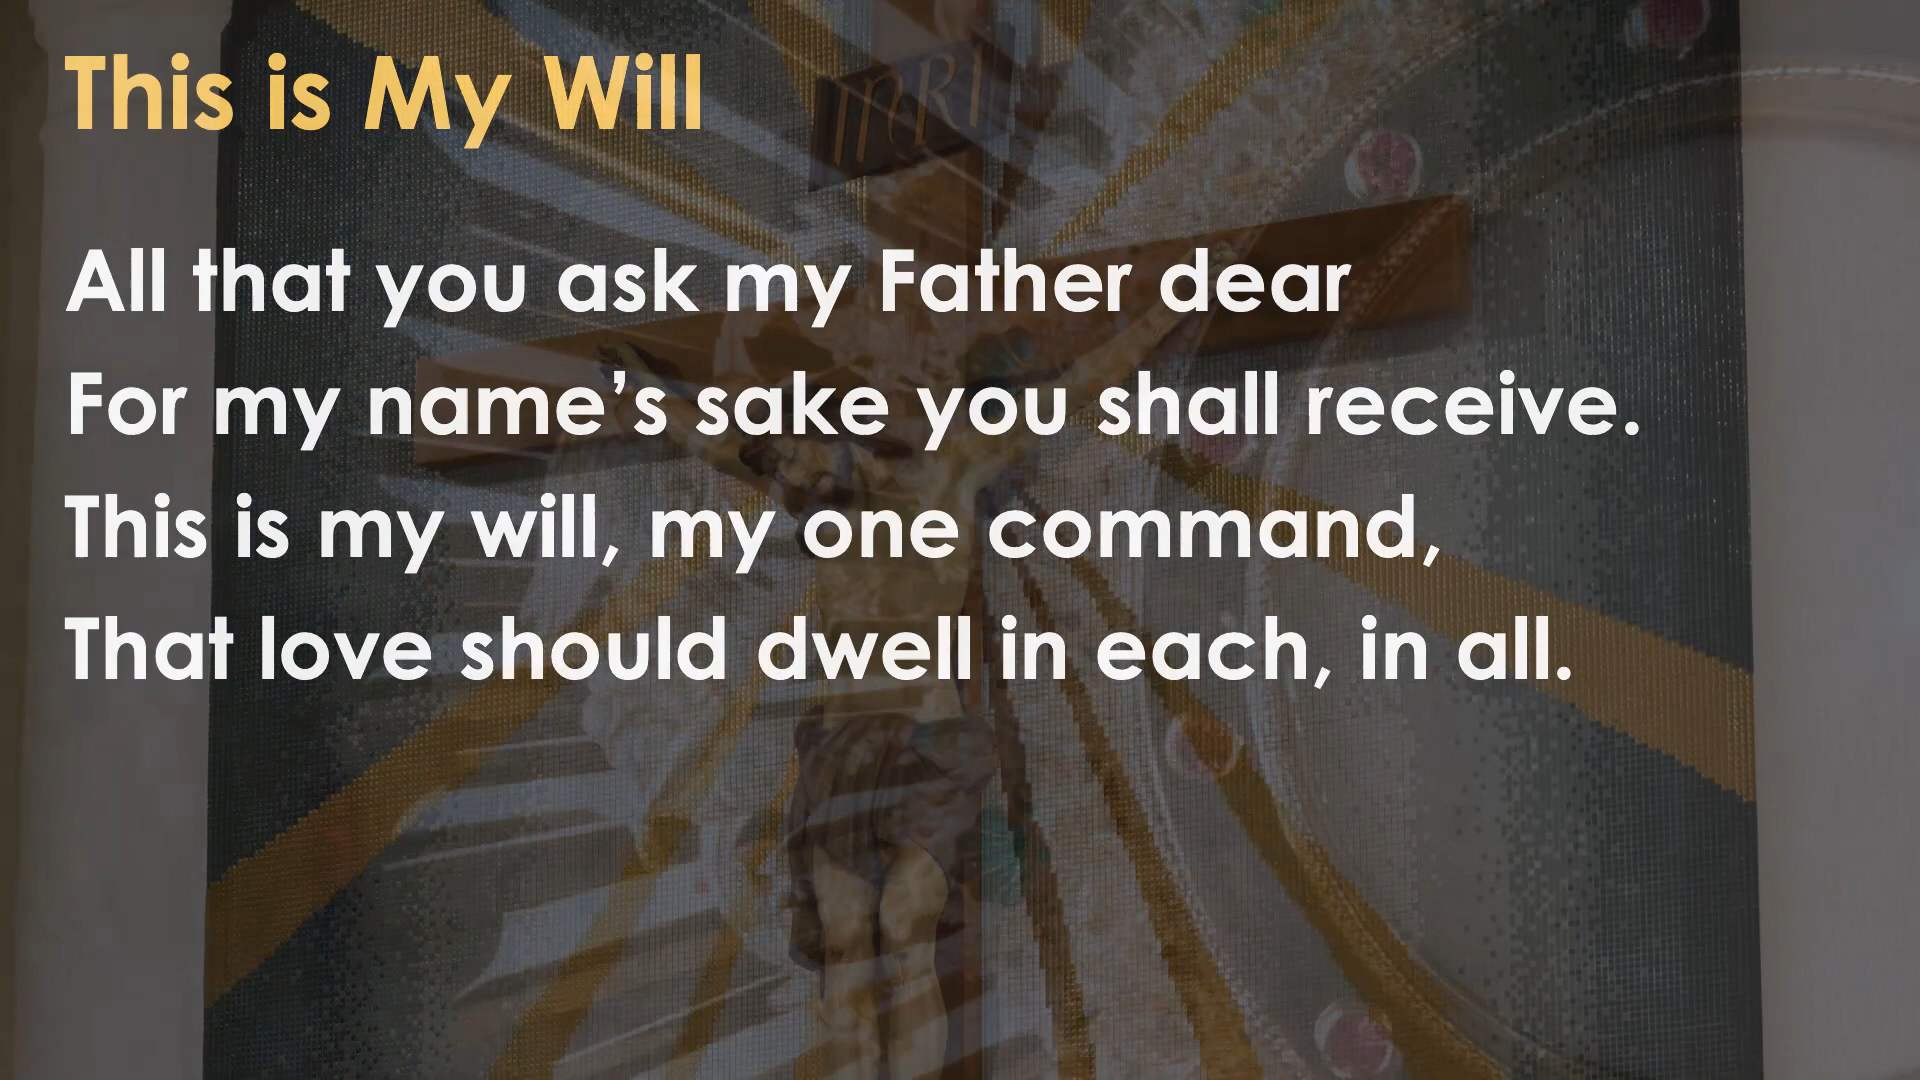 This is My Will
INRI
All that you ask my Father dear
For my name’s sake you shall receive.
This is my will, my one command,
That love should dwell in each, in all.